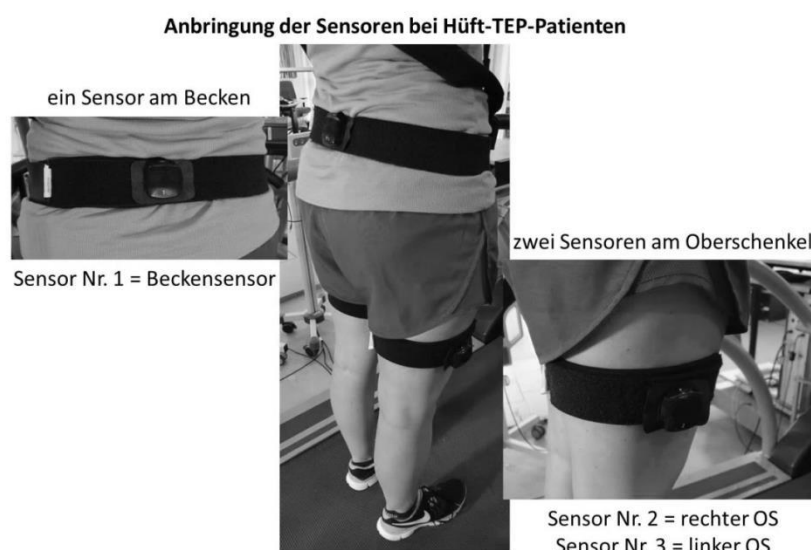 Anbringung der Sensoren bei Hüft-TEP-Patienten
ein Sensor am Becken
Sensor Nr. 1 = Beckensensor
zwei Sensoren am Oberschenkel
Sensor Nr. 2 = rechter OS
Sensor Nr. 3 = linker OS